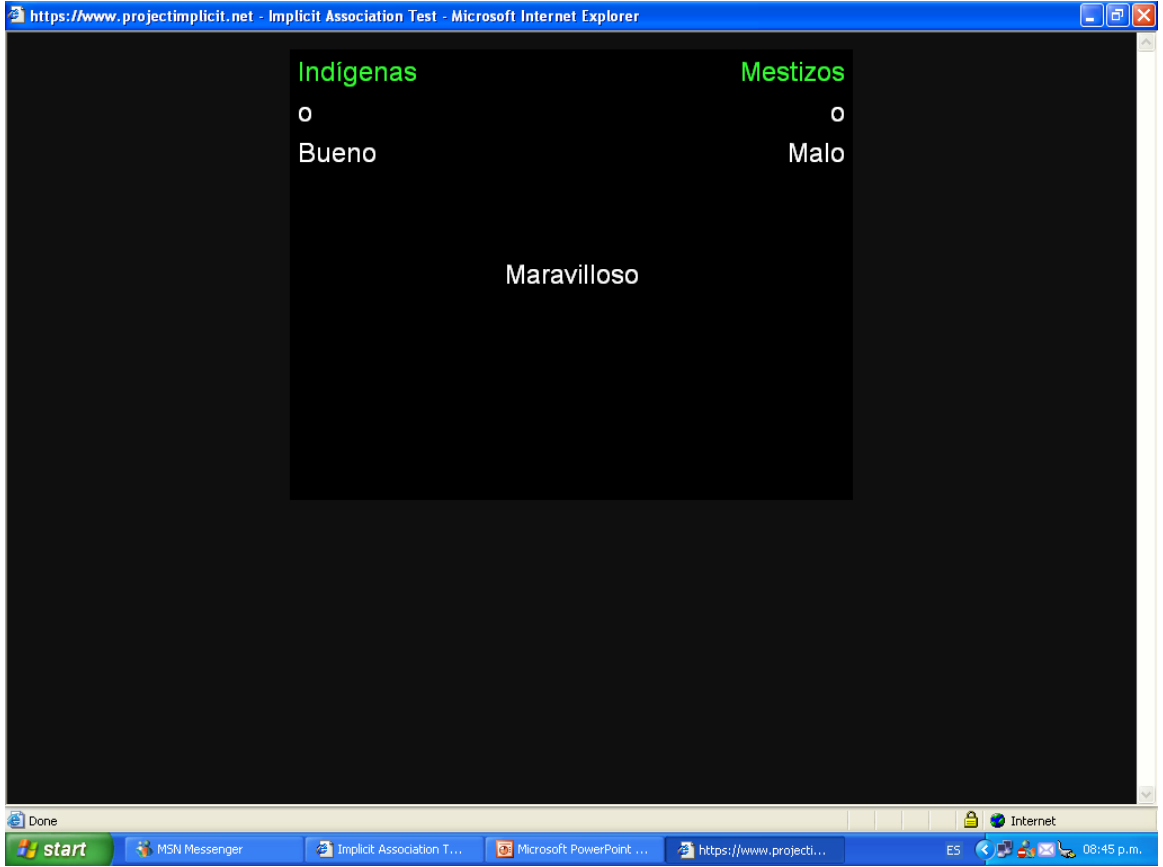 https://www.projectimplicit.net - Implicit Association Test - Microsoft Internet Explorer
Indígenas Mestizos
o o
Bueno Malo
Maravilloso
Done Internet
start MSN Messenger Implicit Association T... Microsoft PowerPoint ... https://www.projecti... ES 08:45 p.m.